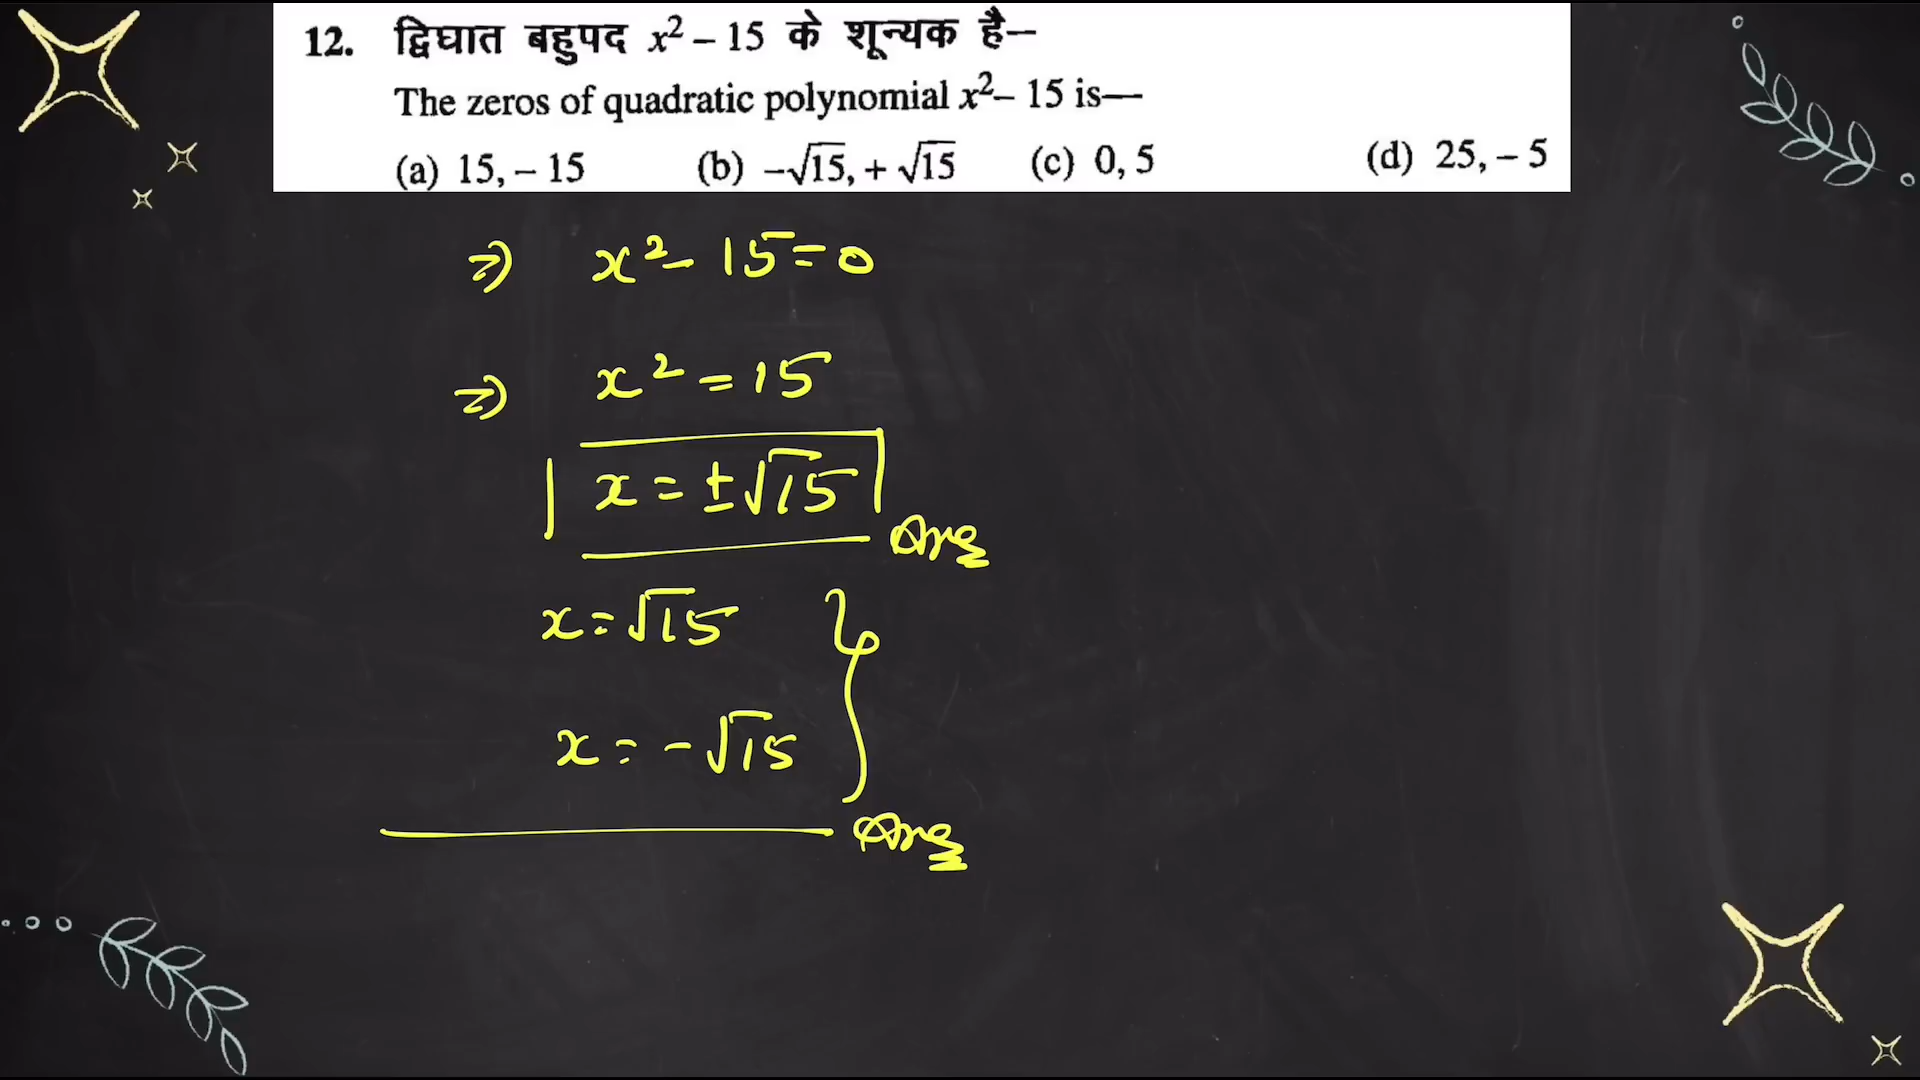 12. द्विघात बहुपद x² – 15 के शून्यक है–
The zeros of quadratic polynomial x²– 15 is—
(a) 15, – 15 (b) –√15, + √15 (c) 0, 5 (d) 25, – 5
⇒ x² - 15 = 0
⇒ x² = 15
x = ±√15
Ans
x = √15
x = -√15
Ans